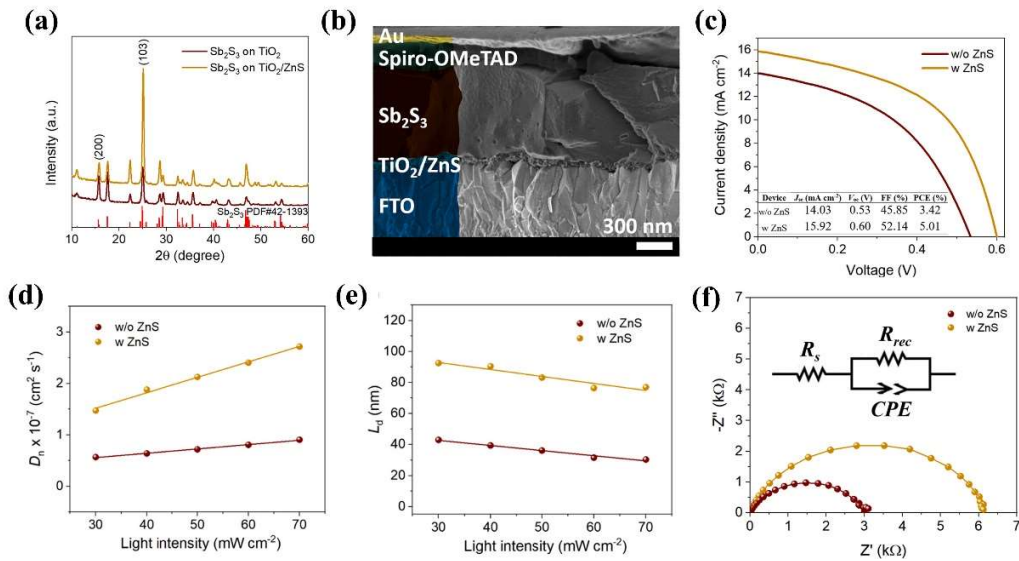 (a)
Sb2S3 on TiO2
Sb2S3 on TiO2/ZnS
(103)
(200)
Sb2S3 PDF#42-1393
Intensity (a.u.)
10 20 30 40 50 60
2θ (degree)
(b)
Au
Spiro-OMeTAD
Sb2S3
TiO2/ZnS
FTO
300 nm
(c)
w/o ZnS
w ZnS
Current density (mA cm-2)
16
14
12
10
8
6
4
2
0
Device Jsc (mA cm-2) Voc (V) FF (%) PCE (%)
w/o ZnS 14.03 0.53 45.85 3.42
w ZnS 15.92 0.60 52.14 5.01
0.0 0.2 0.4 0.6
Voltage (V)
(d)
w/o ZnS
w ZnS
Dn x 10-7 (cm2 s-1)
3
2
1
0
30 40 50 60 70
Light intensity (mW cm-2)
(e)
w/o ZnS
w ZnS
Ld (nm)
120
100
80
60
40
20
0
30 40 50 60 70
Light intensity (mW cm-2)
(f)
w/o ZnS
w ZnS
Rs
Rrec
CPE
-Z" (kΩ)
7
6
5
4
3
2
1
0
0 1 2 3 4 5 6 7
Z' (kΩ)